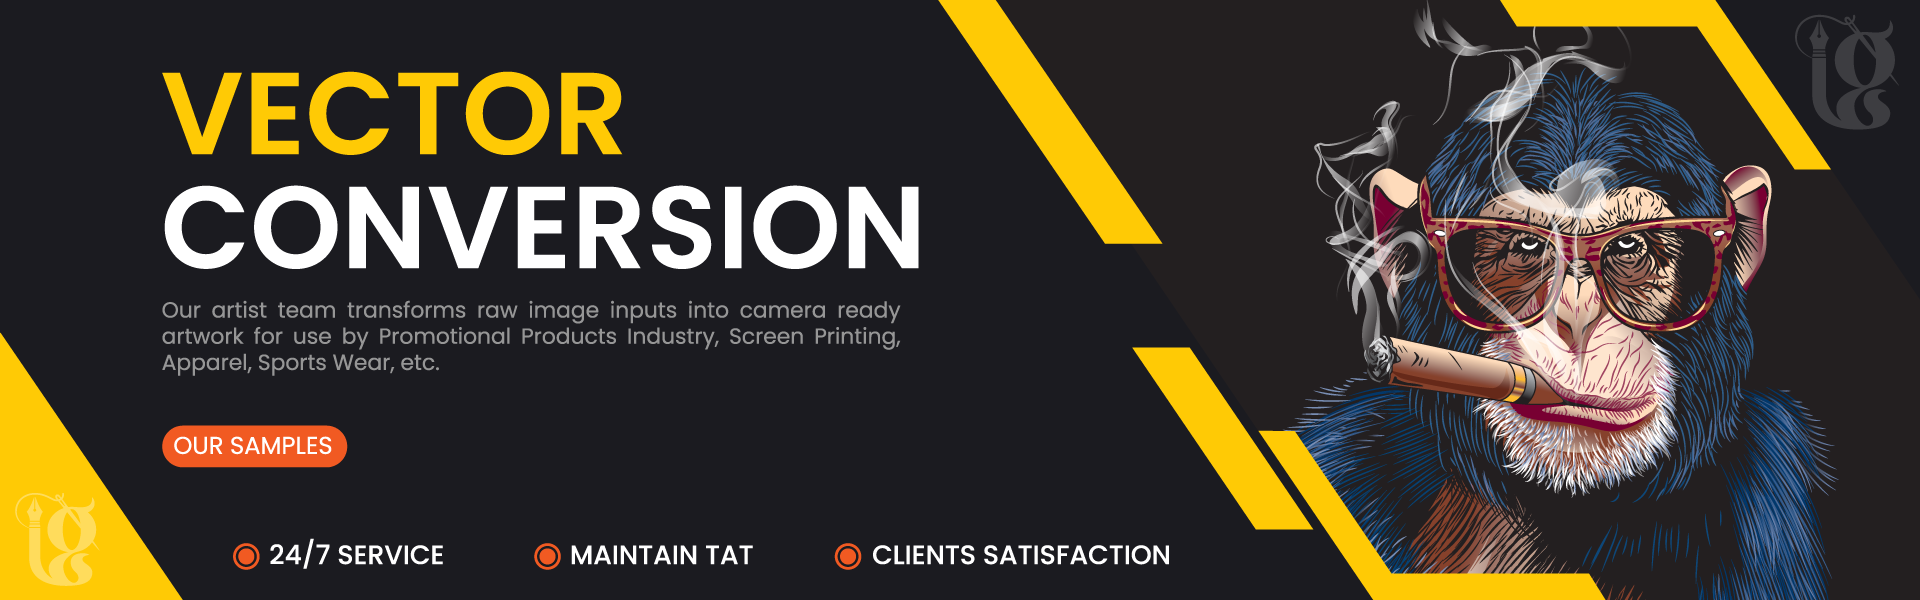 VECTOR
CONVERSION
Our artist team transforms raw image inputs into camera ready
artwork for use by Promotional Products Industry, Screen Printing,
Apparel, Sports Wear, etc.
OUR SAMPLES
24/7 SERVICE
MAINTAIN TAT
CLIENTS SATISFACTION